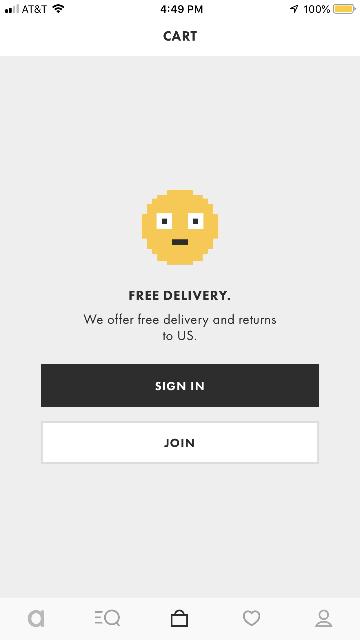 AT&T 4:49 PM 100%
CART
FREE DELIVERY.
We offer free delivery and returns
to US.
SIGN IN
JOIN
a